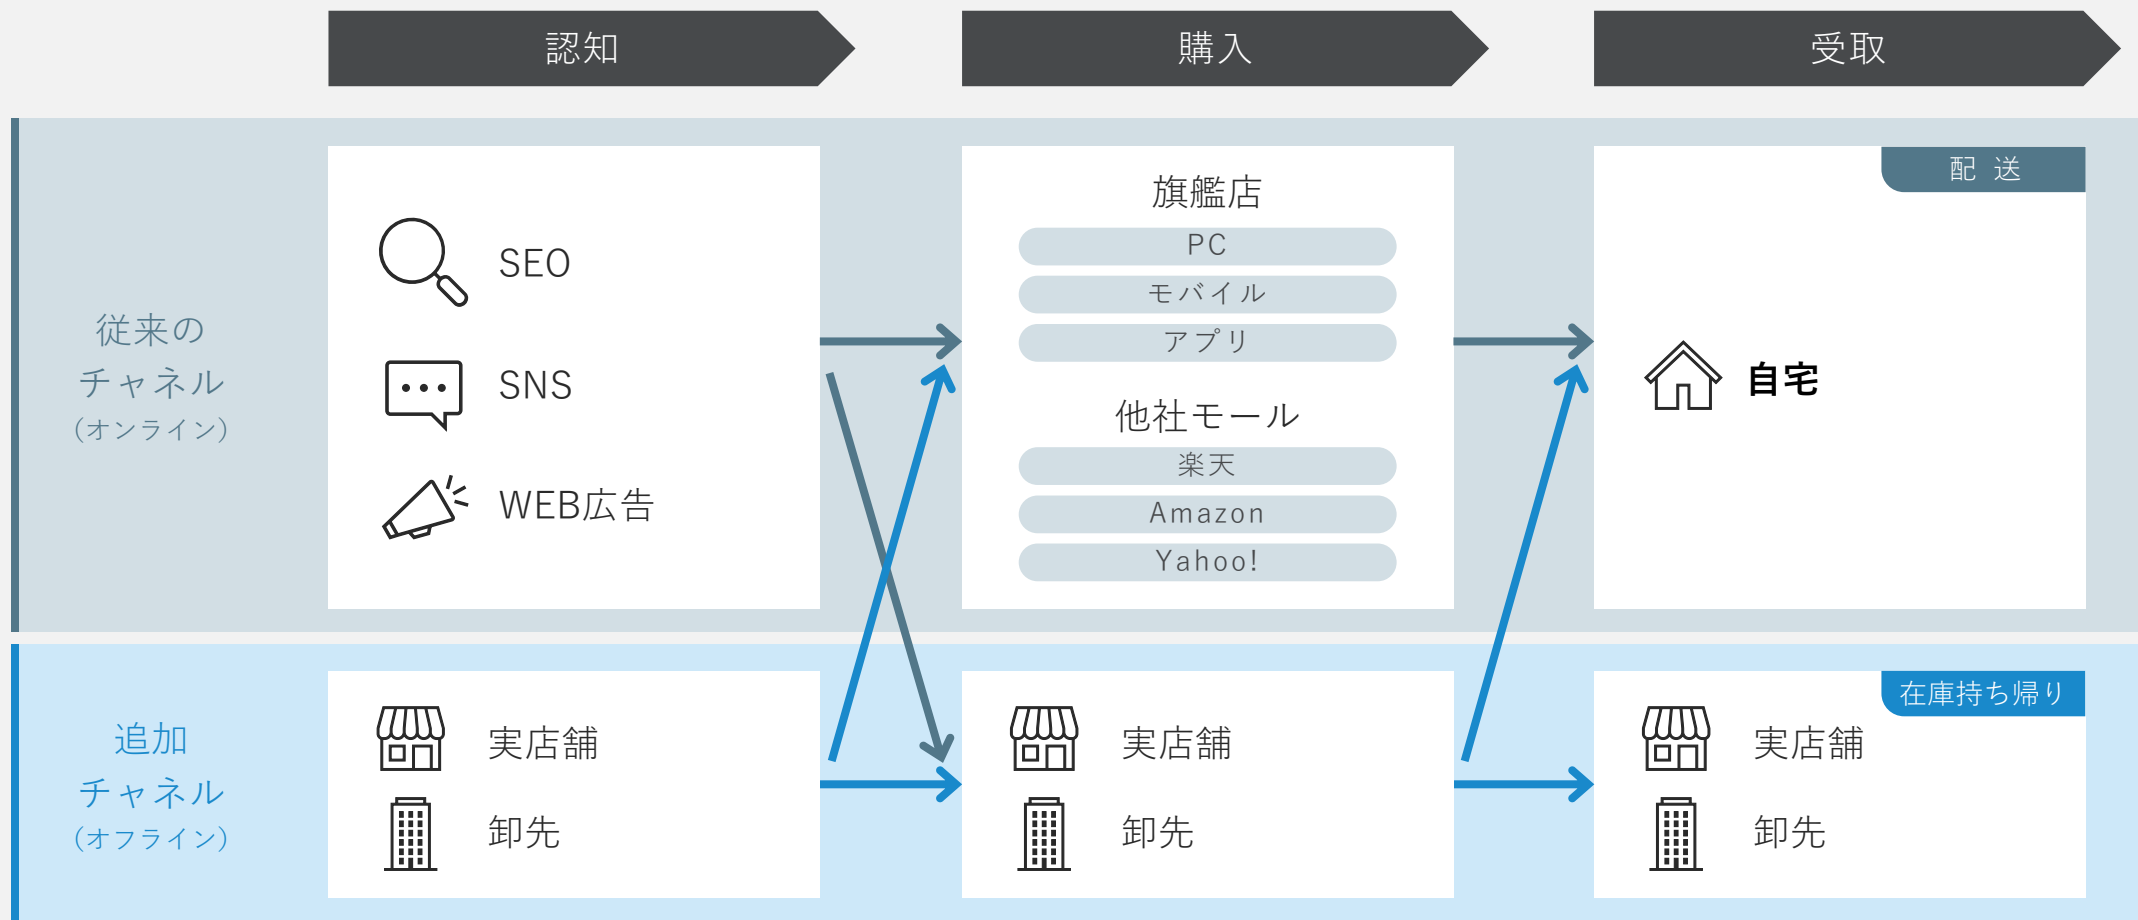 認知
購入
受取
従来の
チャネル
（オンライン）
SEO
SNS
WEB広告
旗艦店
PC
モバイル
アプリ
他社モール
楽天
Amazon
Yahoo!
配 送
自宅
追加
チャネル
（オフライン）
実店舗
卸先
実店舗
卸先
在庫持ち帰り
実店舗
卸先